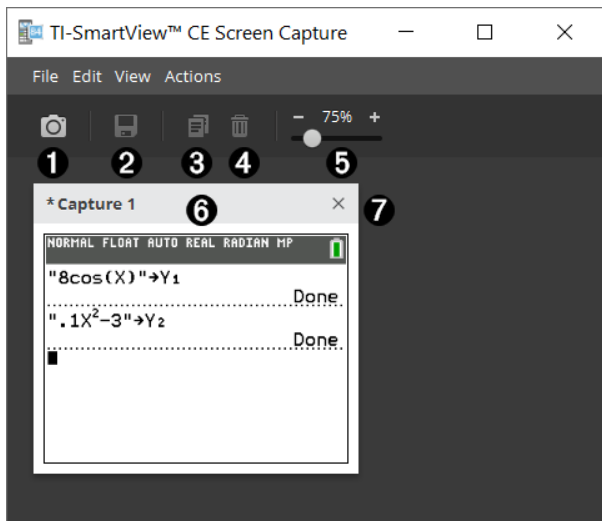 TI-SmartView™ CE Screen Capture
File Edit View Actions
− 75% +
1 2 3 4 5
*Capture 1 6 × 7
NORMAL FLOAT AUTO REAL RADIAN MP
"8cos(X)"→Y₁
Done
".1X²−3"→Y₂
Done